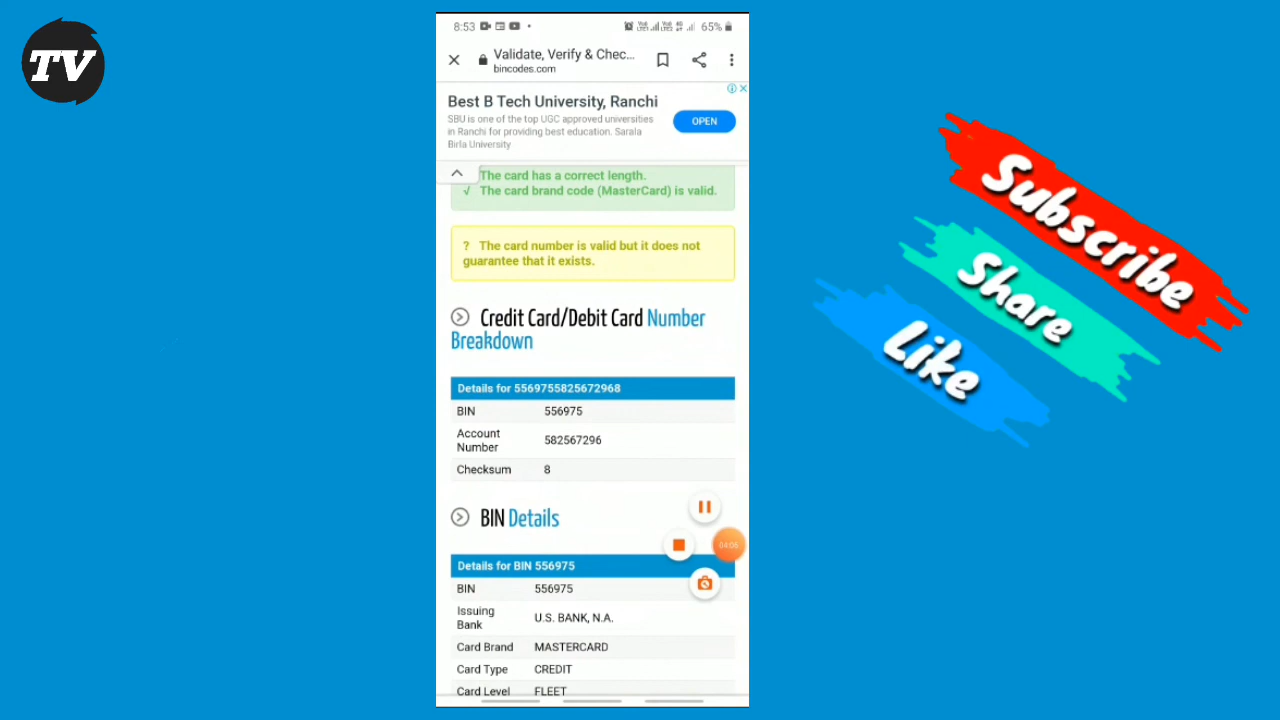 TV
8:53
65%
Validate, Verify & Chec...
bincodes.com
Best B Tech University, Ranchi
SBU is one of the top UGC approved universities
in Ranchi for providing best education. Sarala
Birla University
OPEN
The card has a correct length.
√ The card brand code (MasterCard) is valid.
? The card number is valid but it does not
guarantee that it exists.
Credit Card/Debit Card Number
Breakdown
Details for 5569755825672968
BIN 556975
Account
Number 582567296
Checksum 8
BIN Details
04:05
Details for BIN 556975
BIN 556975
Issuing
Bank U.S. BANK, N.A.
Card Brand MASTERCARD
Card Type CREDIT
Card Level FLEET
Subscribe
Share
Like